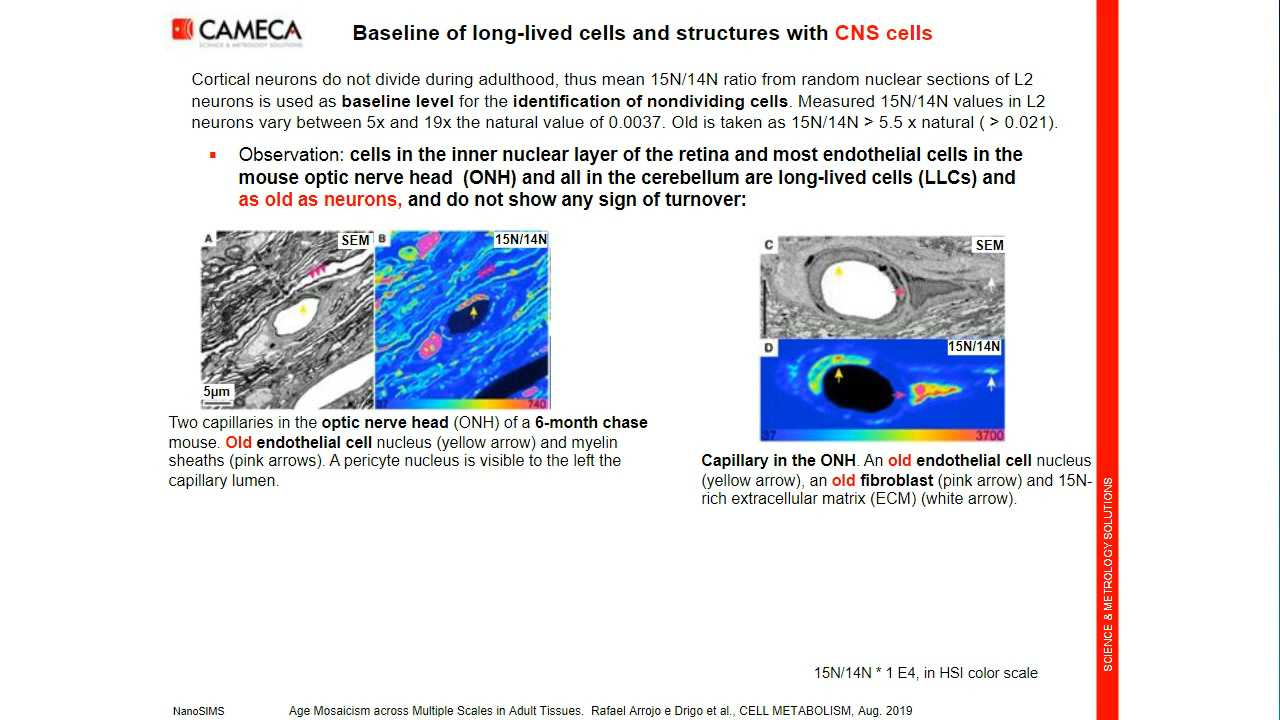 CAMECA
SCIENCE & METROLOGY SOLUTIONS
Baseline of long-lived cells and structures with CNS cells
Cortical neurons do not divide during adulthood, thus mean 15N/14N ratio from random nuclear sections of L2
neurons is used as baseline level for the identification of nondividing cells. Measured 15N/14N values in L2
neurons vary between 5x and 19x the natural value of 0.0037. Old is taken as 15N/14N > 5.5 x natural ( > 0.021).
Observation: cells in the inner nuclear layer of the retina and most endothelial cells in the
mouse optic nerve head (ONH) and all in the cerebellum are long-lived cells (LLCs) and
as old as neurons, and do not show any sign of turnover:
A
SEM
B
15N/14N
5μm
37
740
Two capillaries in the optic nerve head (ONH) of a 6-month chase
mouse. Old endothelial cell nucleus (yellow arrow) and myelin
sheaths (pink arrows). A pericyte nucleus is visible to the left the
capillary lumen.
C
SEM
D
15N/14N
37
3700
Capillary in the ONH. An old endothelial cell nucleus
(yellow arrow), an old fibroblast (pink arrow) and 15N-
rich extracellular matrix (ECM) (white arrow).
SCIENCE & METROLOGY SOLUTIONS
15N/14N * 1 E4, in HSI color scale
NanoSIMS
Age Mosaicism across Multiple Scales in Adult Tissues. Rafael Arrojo e Drigo et al., CELL METABOLISM, Aug. 2019